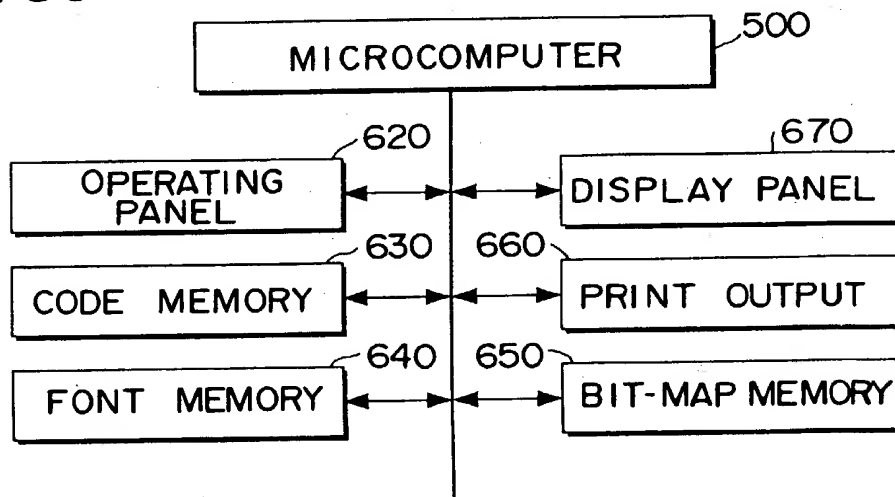 MICROCOMPUTER
500
620
670
OPERATING
PANEL
DISPLAY PANEL
630
660
CODE MEMORY
PRINT OUTPUT
640
650
FONT MEMORY
BIT-MAP MEMORY